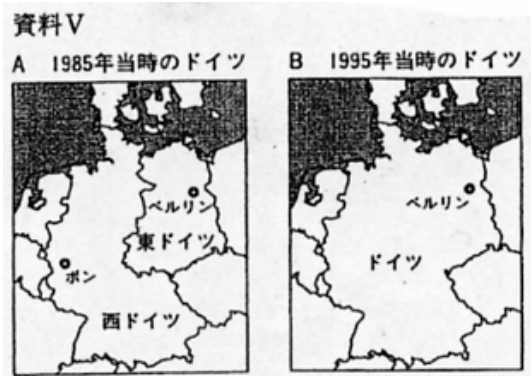 資料Ⅴ
A 1985年当時のドイツ
ベルリン
東ドイツ
ボン
西ドイツ
B 1995年当時のドイツ
ベルリン
ドイツ